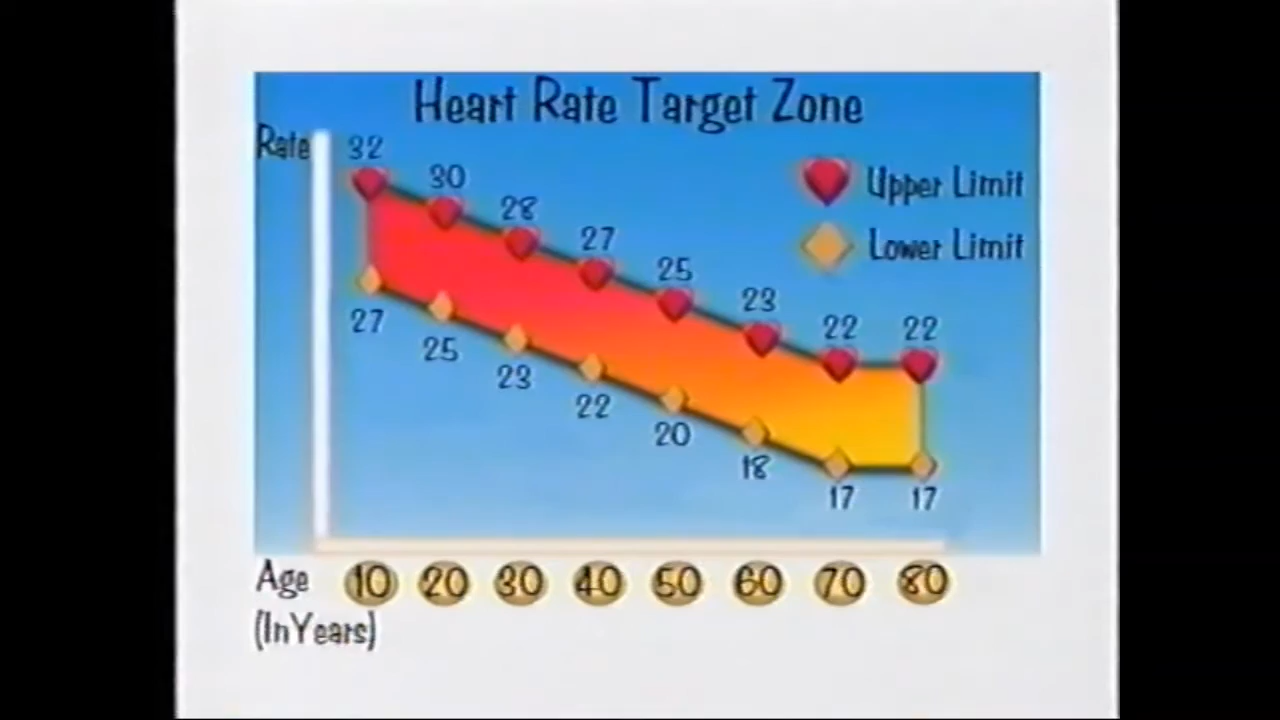 Heart Rate Target Zone
Rate
32
30
28
27
25
23
22
22
Upper Limit
Lower Limit
27
25
23
22
20
18
17
17
Age 10 20 30 40 50 60 70 80
(In Years)